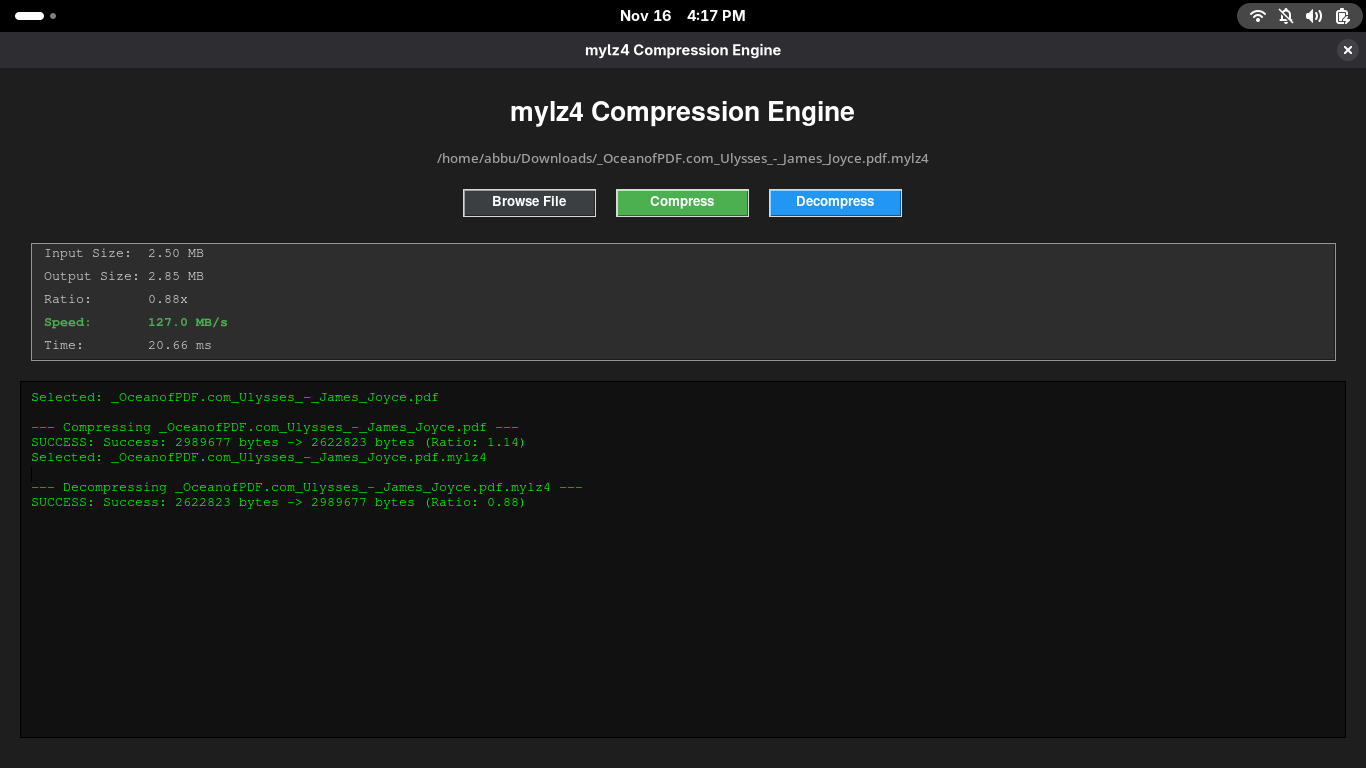 Nov 16 4:17 PM
mylz4 Compression Engine
mylz4 Compression Engine
/home/abbu/Downloads/_OceanofPDF.com_Ulysses_-_James_Joyce.pdf.mylz4
Browse File Compress Decompress
Input Size: 2.50 MB
Output Size: 2.85 MB
Ratio: 0.88x
Speed: 127.0 MB/s
Time: 20.66 ms
Selected: _OceanofPDF.com_Ulysses_-_James_Joyce.pdf
--- Compressing _OceanofPDF.com_Ulysses_-_James_Joyce.pdf ---
SUCCESS: Success: 2989677 bytes -> 2622823 bytes (Ratio: 1.14)
Selected: _OceanofPDF.com_Ulysses_-_James_Joyce.pdf.mylz4
--- Decompressing _OceanofPDF.com_Ulysses_-_James_Joyce.pdf.mylz4 ---
SUCCESS: Success: 2622823 bytes -> 2989677 bytes (Ratio: 0.88)